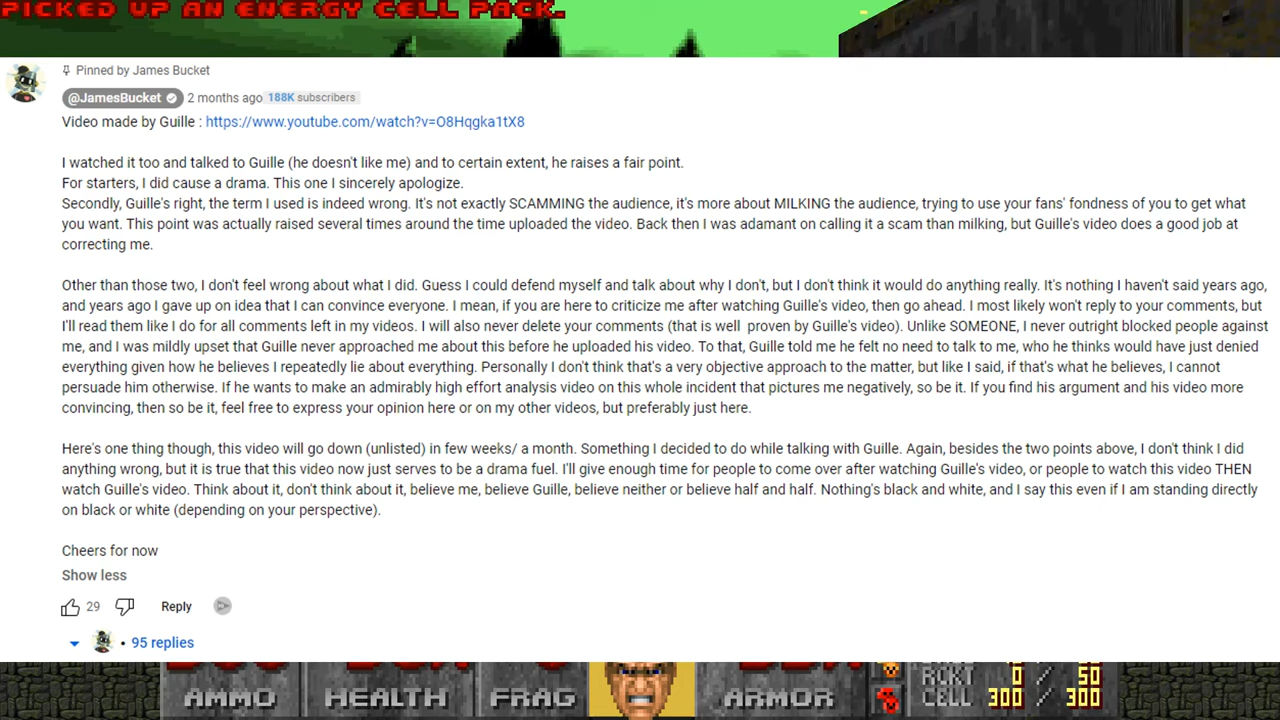 PICKED UP AN ENERGY CELL PACK.
Pinned by James Bucket
@JamesBucket 2 months ago 188K subscribers
Video made by Guille : https://www.youtube.com/watch?v=O8Hqgka1tX8
I watched it too and talked to Guille (he doesn't like me) and to certain extent, he raises a fair point.
For starters, I did cause a drama. This one I sincerely apologize.
Secondly, Guille's right, the term I used is indeed wrong. It's not exactly SCAMMING the audience, it's more about MILKING the audience, trying to use your fans' fondness of you to get what
you want. This point was actually raised several times around the time uploaded the video. Back then I was adamant on calling it a scam than milking, but Guille's video does a good job at
correcting me.
Other than those two, I don't feel wrong about what I did. Guess I could defend myself and talk about why I don't, but I don't think it would do anything really. It's nothing I haven't said years ago,
and years ago I gave up on idea that I can convince everyone. I mean, if you are here to criticize me after watching Guille's video, then go ahead. I most likely won't reply to your comments, but
I'll read them like I do for all comments left in my videos. I will also never delete your comments (that is well proven by Guille's video). Unlike SOMEONE, I never outright blocked people against
me, and I was mildly upset that Guille never approached me about this before he uploaded his video. To that, Guille told me he felt no need to talk to me, who he thinks would have just denied
everything given how he believes I repeatedly lie about everything. Personally I don't think that's a very objective approach to the matter, but like I said, if that's what he believes, I cannot
persuade him otherwise. If he wants to make an admirably high effort analysis video on this whole incident that pictures me negatively, so be it. If you find his argument and his video more
convincing, then so be it, feel free to express your opinion here or on my other videos, but preferably just here.
Here's one thing though, this video will go down (unlisted) in few weeks/ a month. Something I decided to do while talking with Guille. Again, besides the two points above, I don't think I did
anything wrong, but it is true that this video now just serves to be a drama fuel. I'll give enough time for people to come over after watching Guille's video, or people to watch this video THEN
watch Guille's video. Think about it, don't think about it, believe me, believe Guille, believe neither or believe half and half. Nothing's black and white, and I say this even if I am standing directly
on black or white (depending on your perspective).
Cheers for now
Show less
29 Reply
• 95 replies
RCKT 0 / 50
AMMO HEALTH FRAG ARMOR CELL 300 / 300